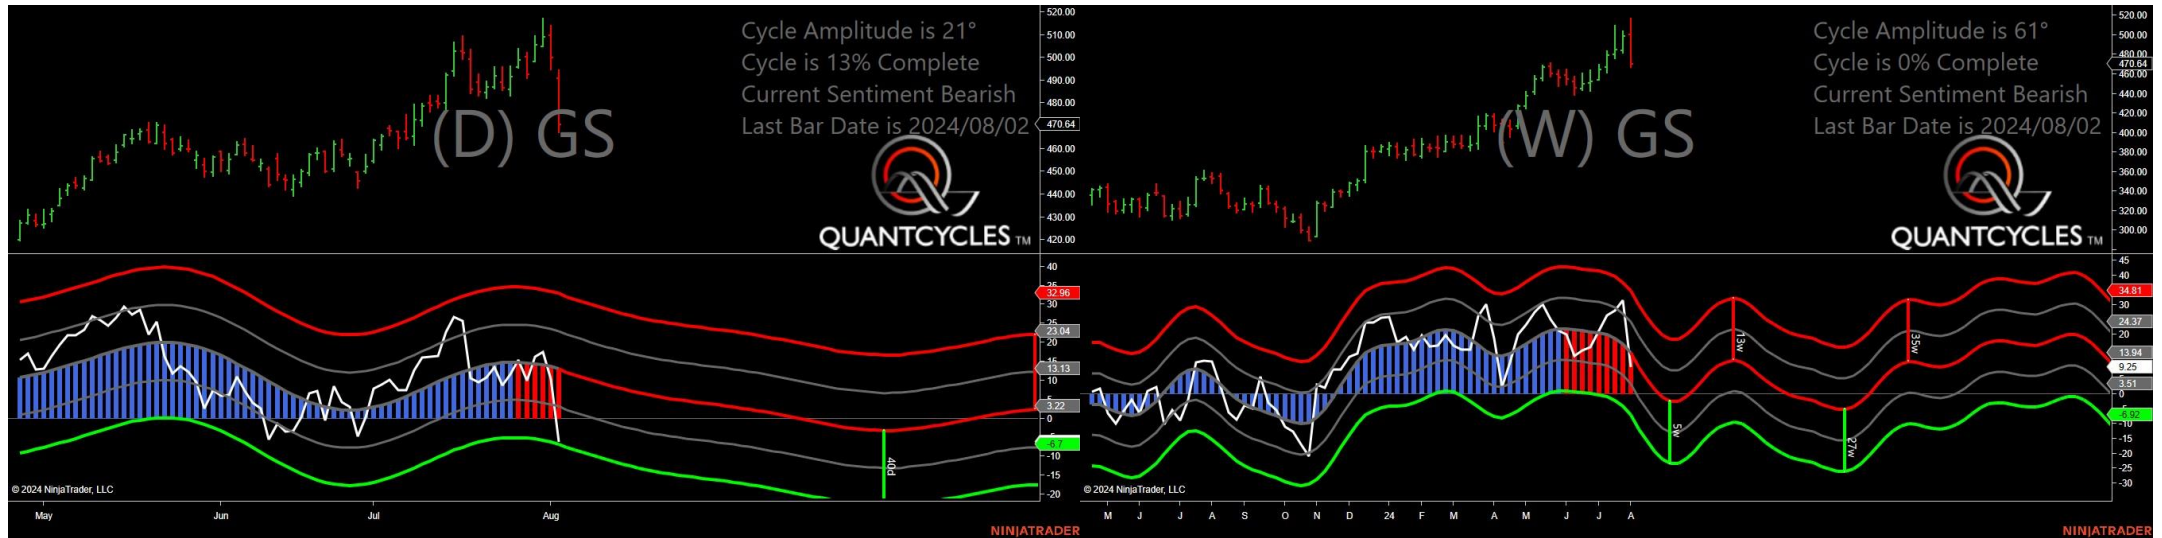 Cycle Amplitude is 21°
Cycle is 13% Complete
Current Sentiment Bearish
Last Bar Date is 2024/08/02
(D) GS
QUANTCYCLES TM
520.00
510.00
500.00
490.00
480.00
470.64
460.00
450.00
440.00
430.00
420.00
40
32.96
30
25
23.04
20
13.13
10
5
3.22
0
-6.7
-10
-15
-20
40d
© 2024 NinjaTrader, LLC
May Jun Jul Aug
NINJATRADER
Cycle Amplitude is 61°
Cycle is 0% Complete
Current Sentiment Bearish
Last Bar Date is 2024/08/02
(W) GS
QUANTCYCLES TM
520.00
500.00
480.00
470.64
460.00
440.00
420.00
400.00
380.00
360.00
340.00
320.00
300.00
45
40
34.81
30
24.37
20
13.94
9.25
3.51
0
-6.92
-10
-15
-20
-25
-30
5w
13w
27w
35w
© 2024 NinjaTrader, LLC
M J J A S O N D 24 F M A M J J A
NINJATRADER